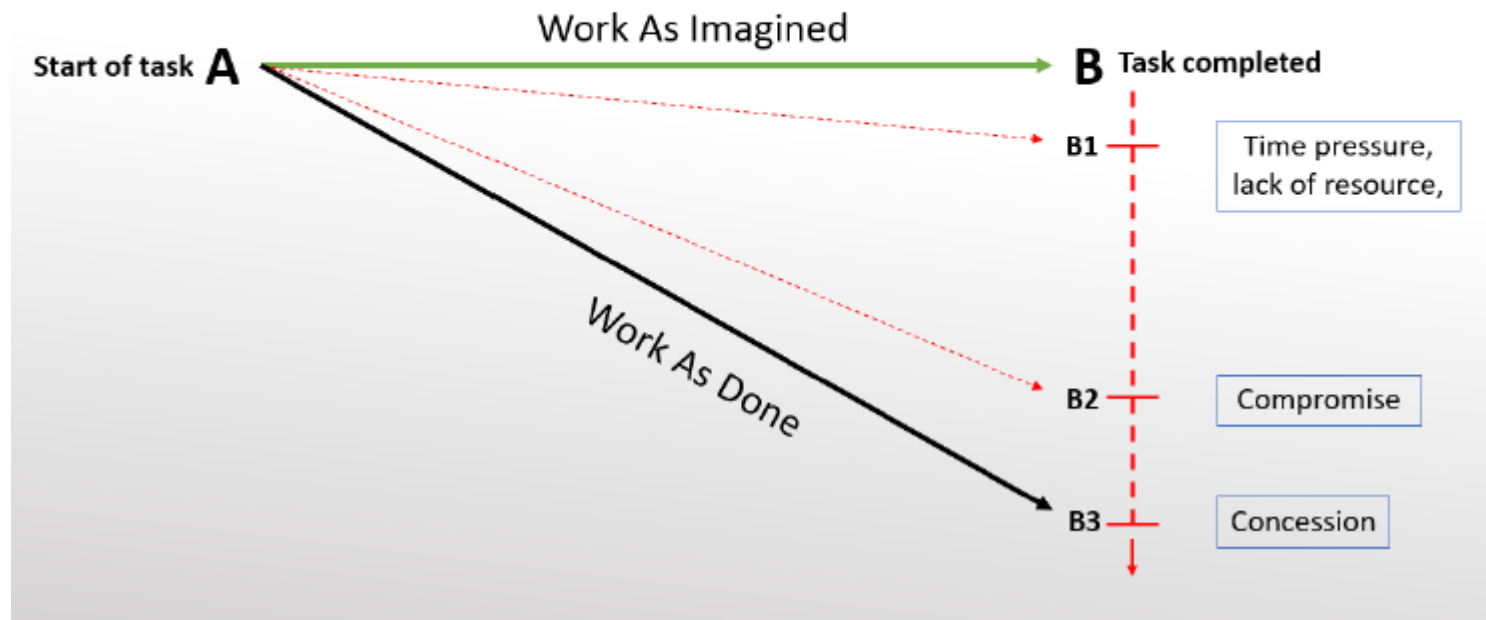 Work As Imagined
Start of task A
B Task completed
B1
Time pressure,
lack of resource,
Work As Done
B2
Compromise
B3
Concession